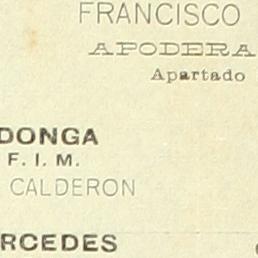 FRANCISCO
APODERA
Apartado
DONGA
F. I. M.
CALDERON
RCEDES